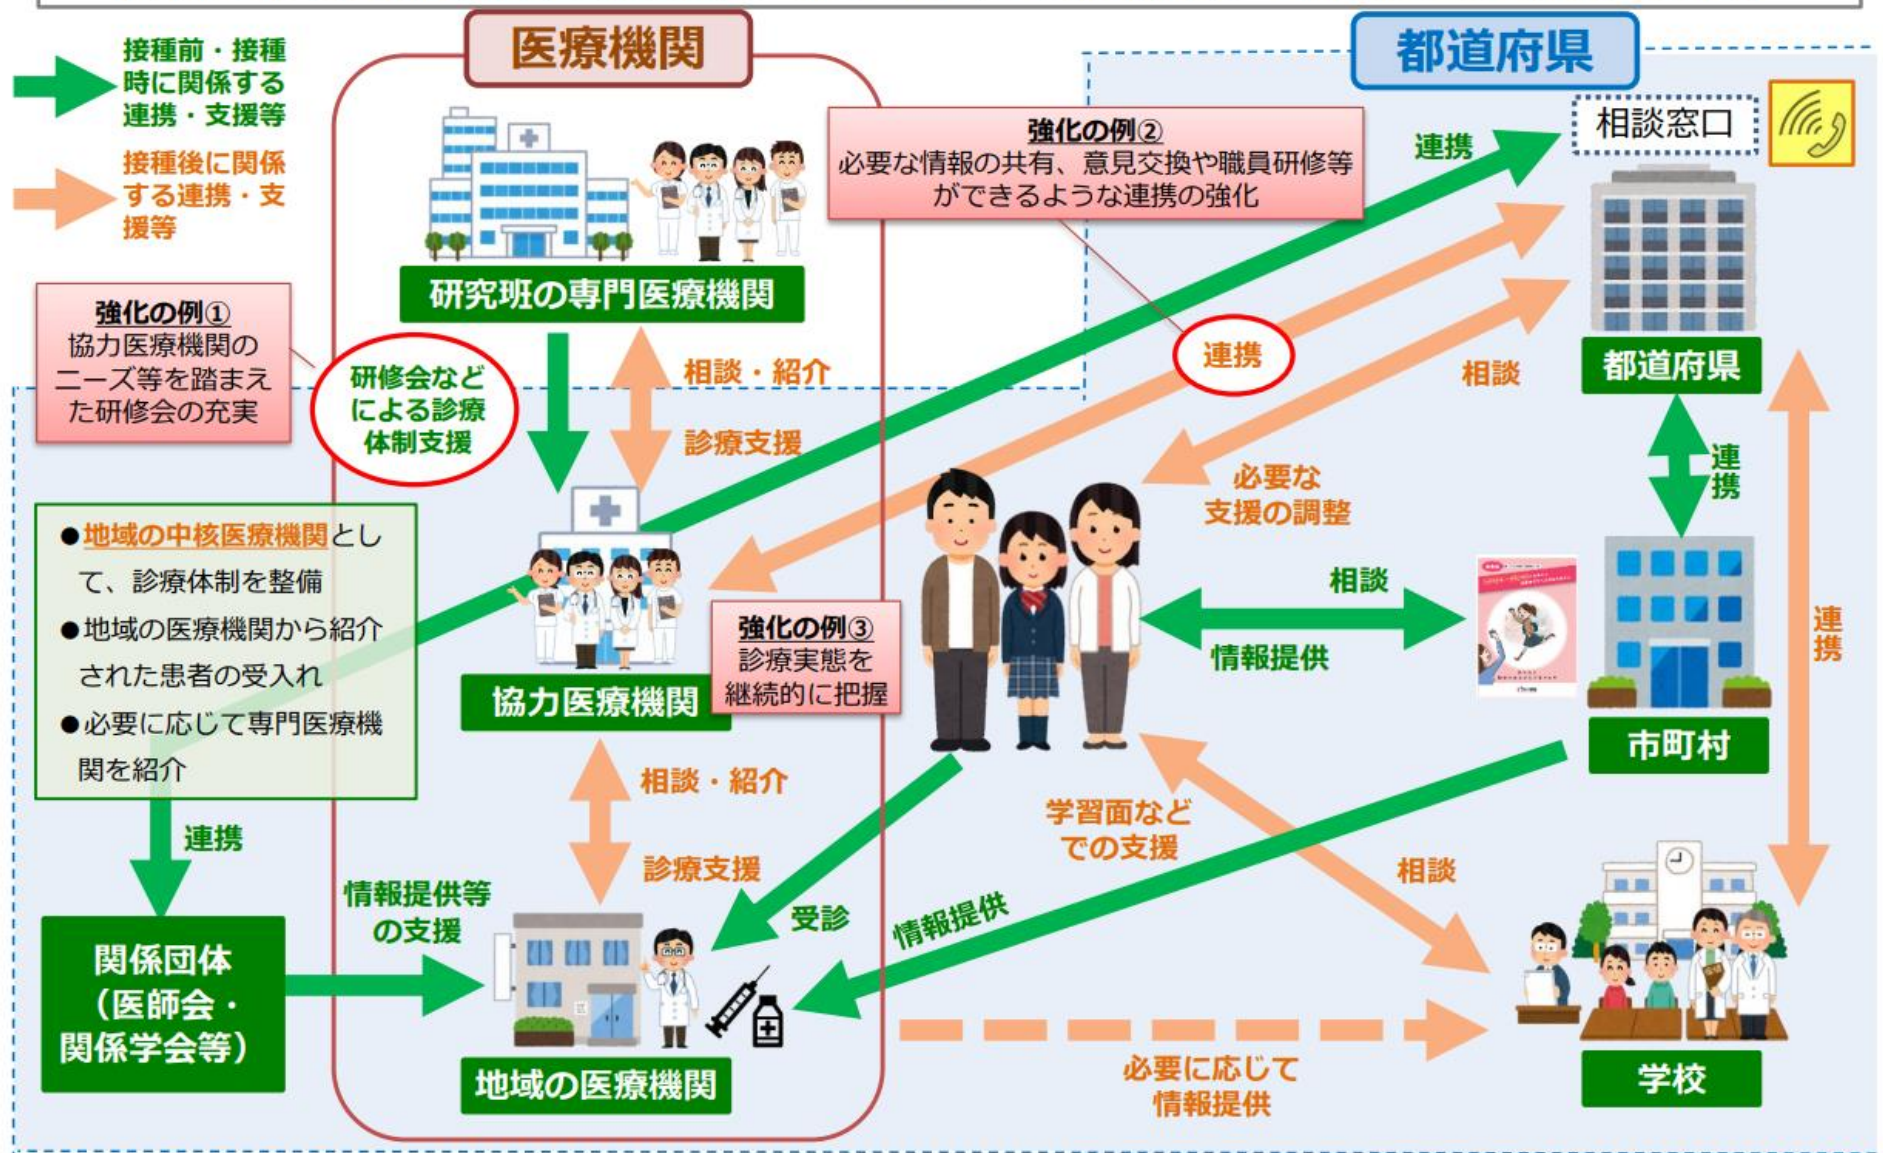 接種前・接種
時に関係する
連携・支援等
接種後に関係
する連携・支
援等
医療機関
都道府県
相談窓口
強化の例②
必要な情報の共有、意見交換や職員研修等
ができるような連携の強化
連携
研究班の専門医療機関
強化の例①
協力医療機関の
ニーズ等を踏まえ
た研修会の充実
研修会など
による診療
体制支援
相談・紹介
診療支援
連携
相談
都道府県
必要な
支援の調整
連
携
●地域の中核医療機関とし
て、診療体制を整備
●地域の医療機関から紹介
された患者の受入れ
●必要に応じて専門医療機
関を紹介
強化の例③
診療実態を
継続的に把握
協力医療機関
相談
情報提供
連
携
市町村
相談・紹介
診療支援
学習面など
での支援
相談
連携
情報提供等
の支援
受診
情報提供
関係団体
（医師会・
関係学会等）
地域の医療機関
必要に応じて
情報提供
学校